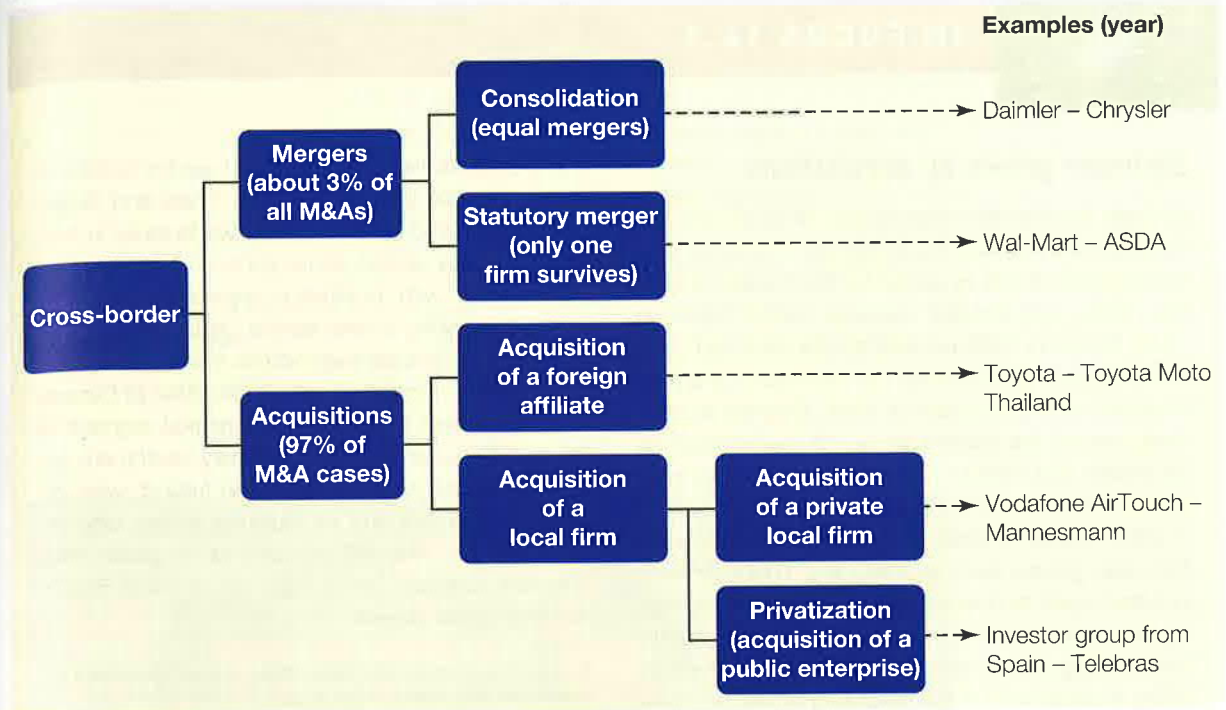 Examples (year)
Consolidation
(equal mergers)
Daimler – Chrysler
Mergers
(about 3% of
all M&As)
Statutory merger
(only one
firm survives)
Wal-Mart – ASDA
Cross-border
Acquisition
of a foreign
affiliate
Toyota – Toyota Moto
Thailand
Acquisitions
(97% of
M&A cases)
Acquisition
of a
local firm
Acquisition
of a private
local firm
Vodafone AirTouch –
Mannesmann
Privatization
(acquisition of a
public enterprise)
Investor group from
Spain – Telebras